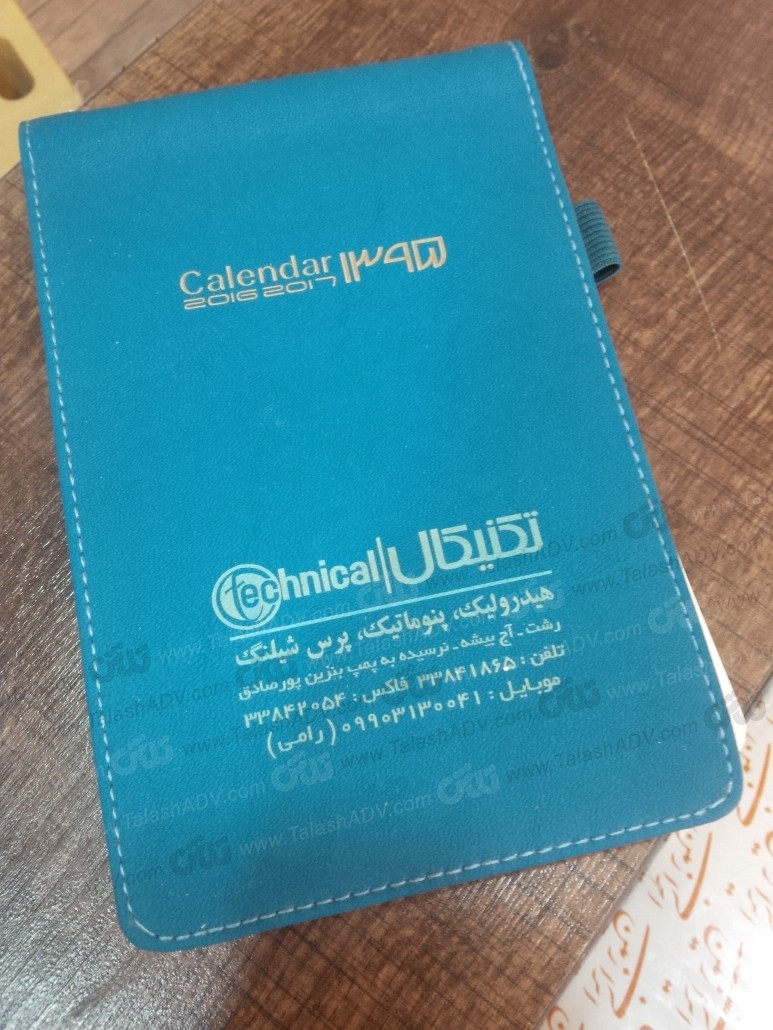 Calendar ۱۳۹۵
2016 2017
technical تکنیکال
هیدرولیک، پنوماتیک، پرس شیلنگ
رشت - آج بیشه - نرسیده به پمپ بنزین پورصادق
تلفن : ۳۳۸۴۱۸۶۵ فاکس : ۳۳۸۴۲۰۵۴
موبایل : ۰۹۹۰۳۱۳۰۰۴۱ ( رامی )
www.TalashADV.com